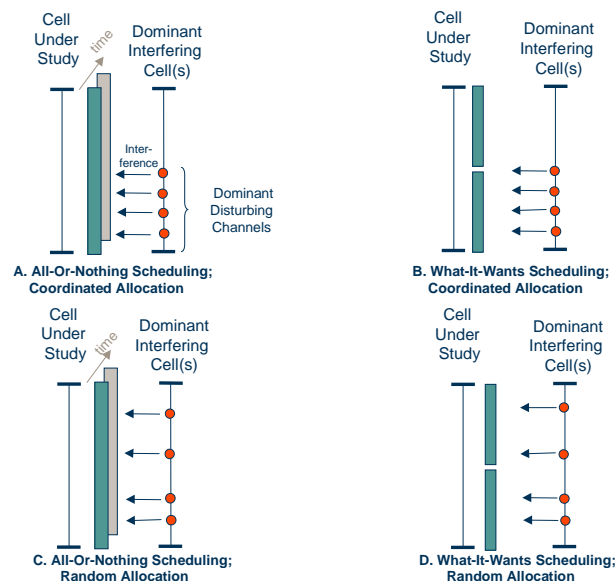 Cell
Under
Study
time
Dominant
Interfering
Cell(s)
Inter-
ference
Dominant
Disturbing
Channels
A. All-Or-Nothing Scheduling;
Coordinated Allocation
Cell
Under
Study
Dominant
Interfering
Cell(s)
B. What-It-Wants Scheduling;
Coordinated Allocation
Cell
Under
Study
time
Dominant
Interfering
Cell(s)
C. All-Or-Nothing Scheduling;
Random Allocation
Cell
Under
Study
Dominant
Interfering
Cell(s)
D. What-It-Wants Scheduling;
Random Allocation